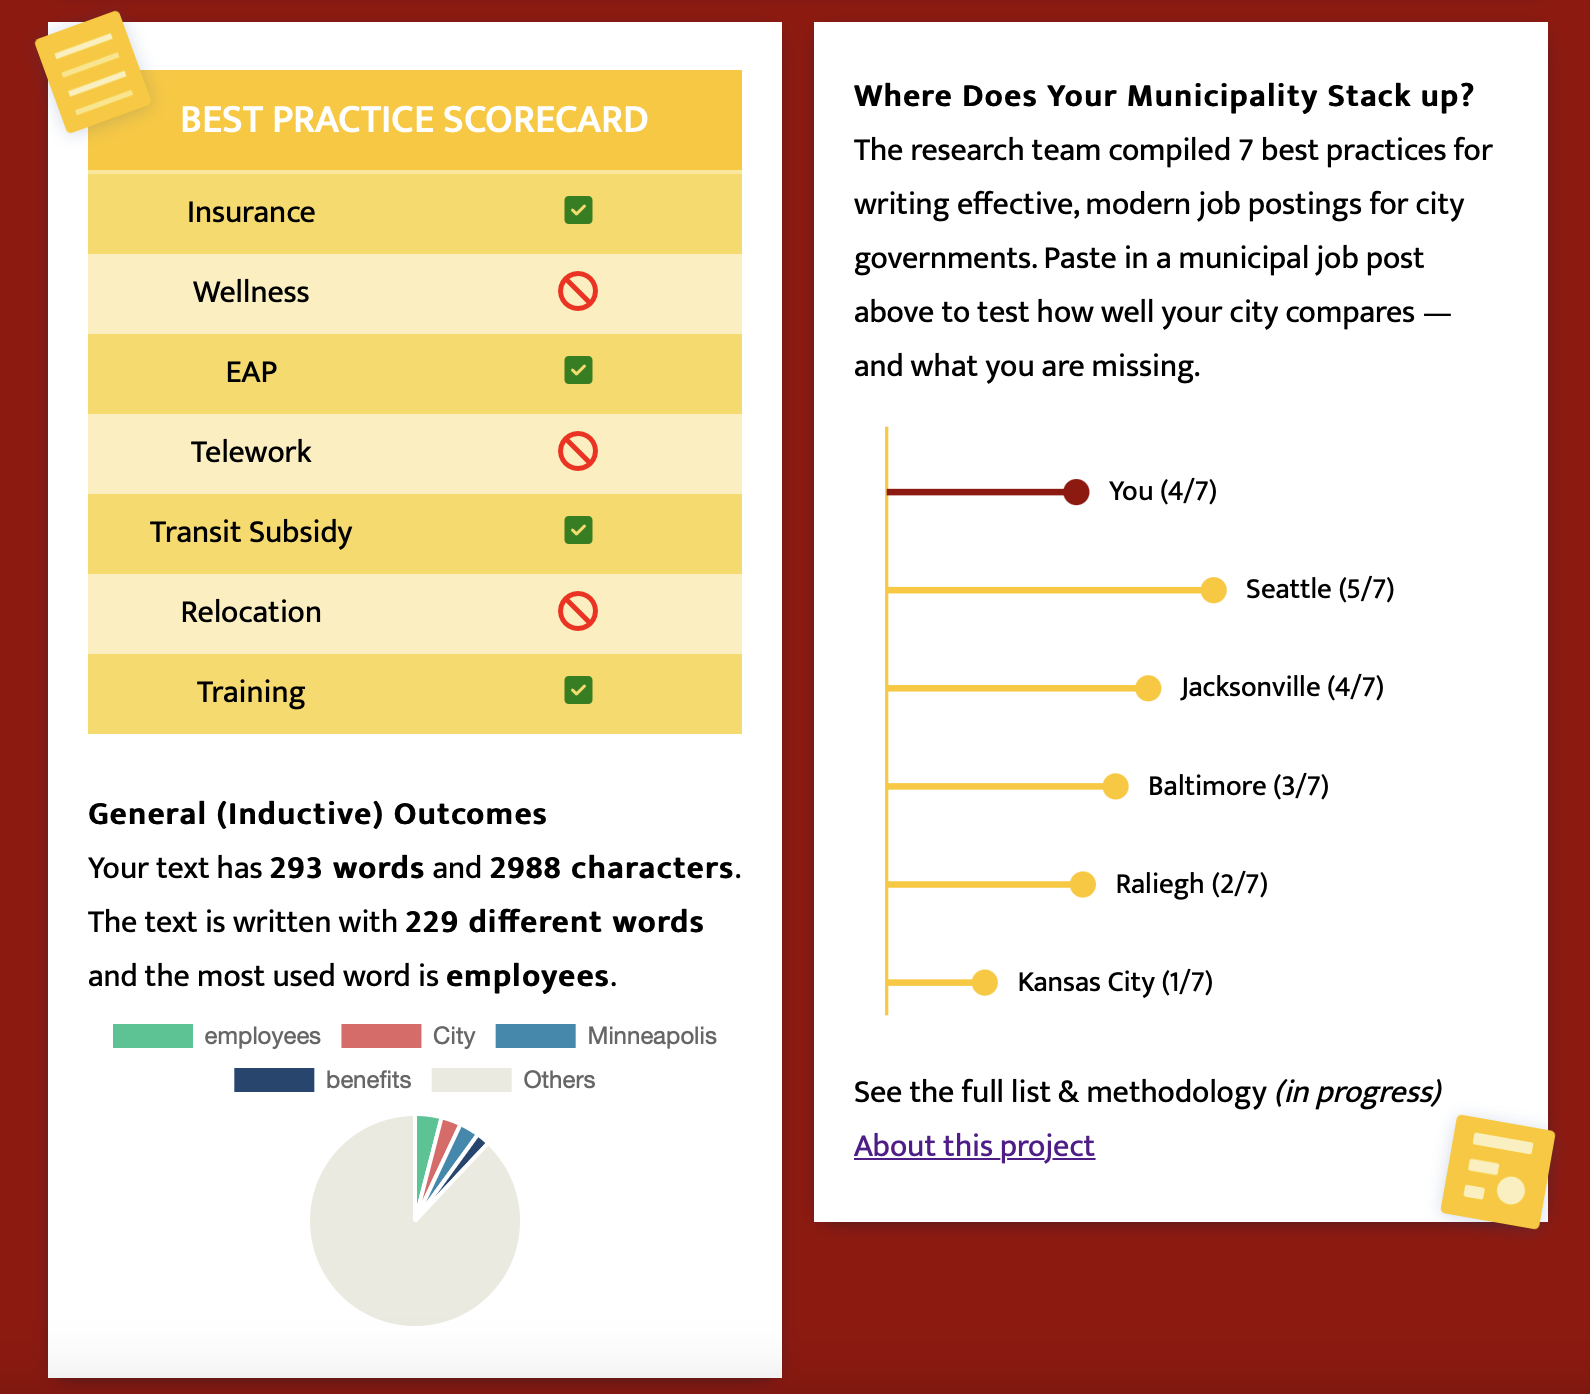 BEST PRACTICE SCORECARD
Insurance
Wellness
EAP
Telework
Transit Subsidy
Relocation
Training
General (Inductive) Outcomes
Your text has 293 words and 2988 characters.
The text is written with 229 different words
and the most used word is employees.
employees City Minneapolis
benefits Others
Where Does Your Municipality Stack up?
The research team compiled 7 best practices for
writing effective, modern job postings for city
governments. Paste in a municipal job post
above to test how well your city compares —
and what you are missing.
You (4/7)
Seattle (5/7)
Jacksonville (4/7)
Baltimore (3/7)
Raliegh (2/7)
Kansas City (1/7)
See the full list & methodology (in progress)
About this project